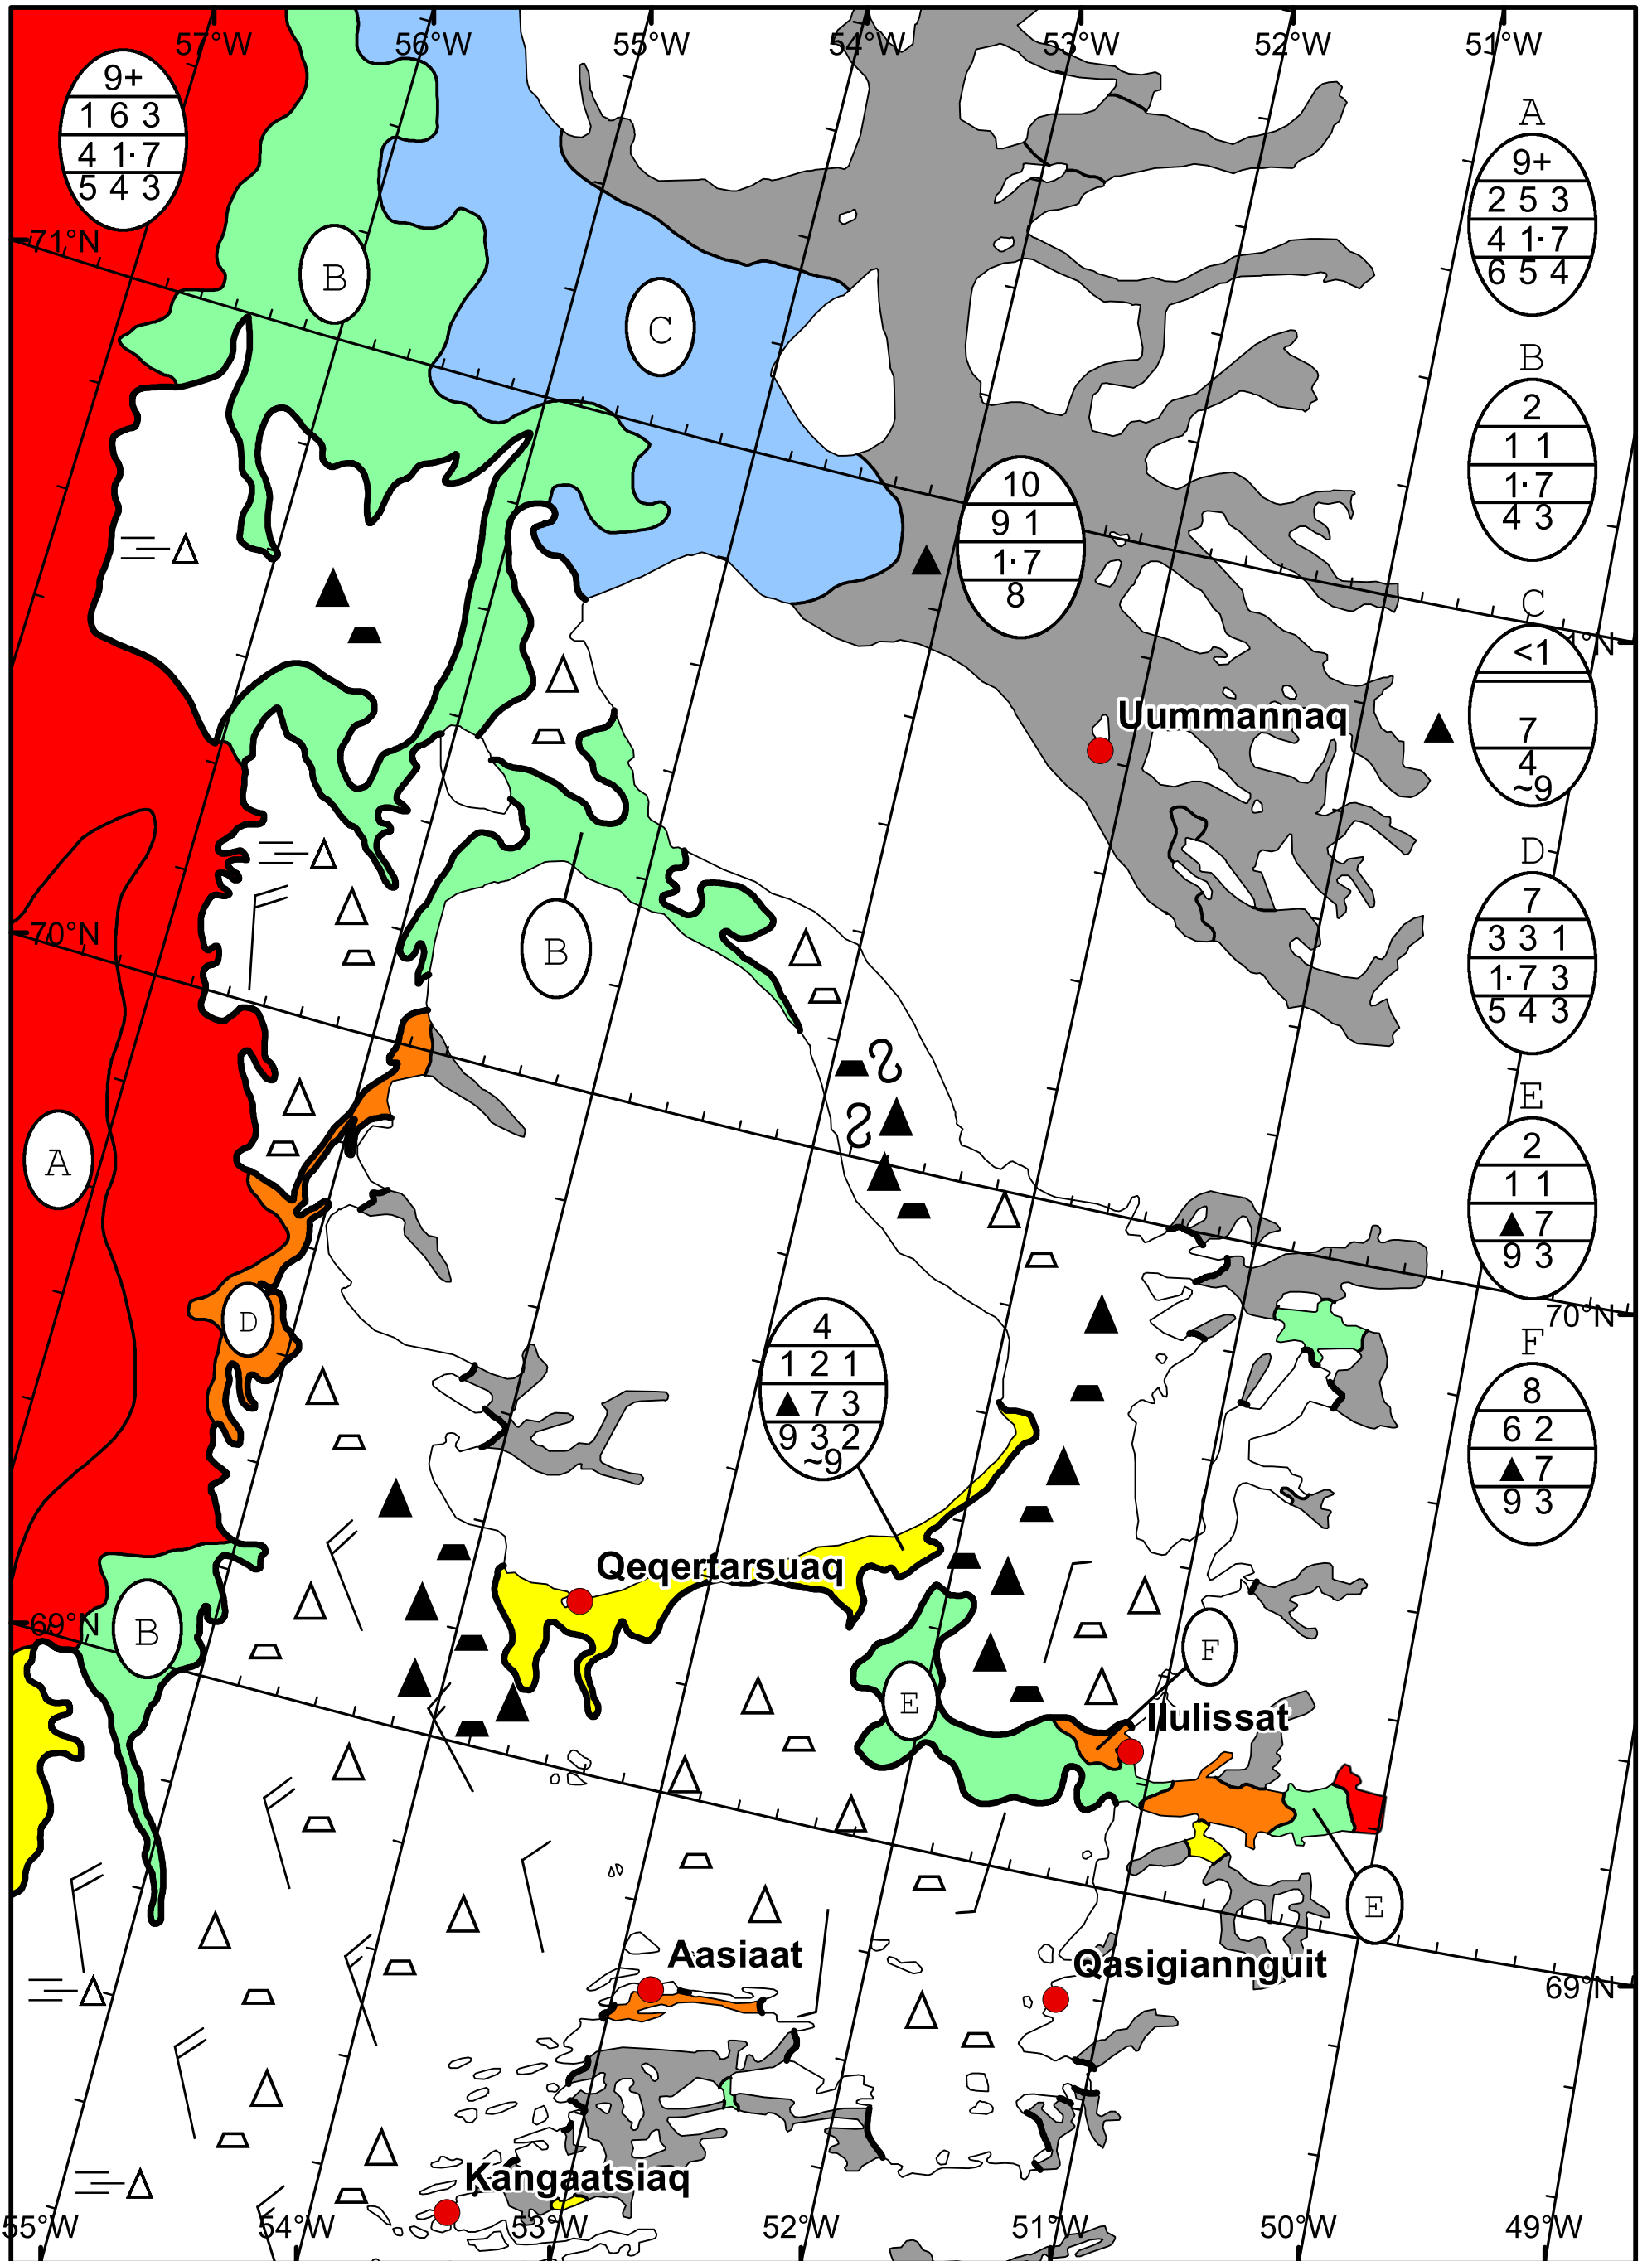 57°W 56°W 55°W 54°W 53°W 52°W 51°W
9+
1 6 3
4 1· 7
5 4 3
A
9+
2 5 3
4 1· 7
6 5 4
71°N
B
C
B
2
1 1
1· 7
4 3
10
9 1
1· 7
8
C
<1
7
4
~9
1°N
Uummannaq
D
7
3 3 1
1· 7 3
5 4 3
70°N
B
A
E
2
1 1
▲ 7
9 3
70°N
D
4
1 2 1
▲ 7 3
9 3 2
~9
F
8
6 2
▲ 7
9 3
Qeqertarsuaq
69°N
B
F
E
Ilulissat
E
Aasiaat
Qasigiannguit
69°N
Kangaatsiaq
55°W 54°W 53°W 52°W 51°W 50°W 49°W